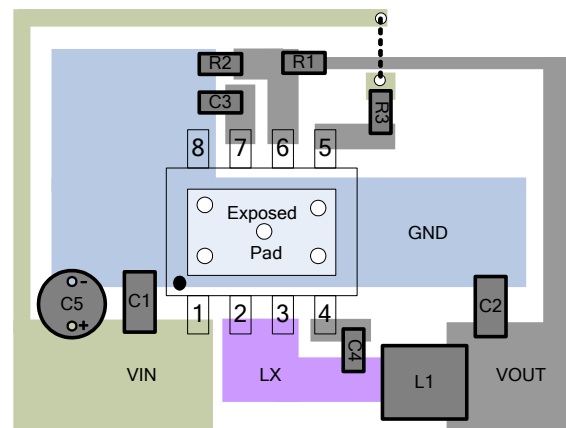 R2
R1
C3
R3
8
7
6
5
Exposed
Pad
GND
C5
-
+
C1
C2
1
2
3
4
C4
VIN
LX
L1
VOUT